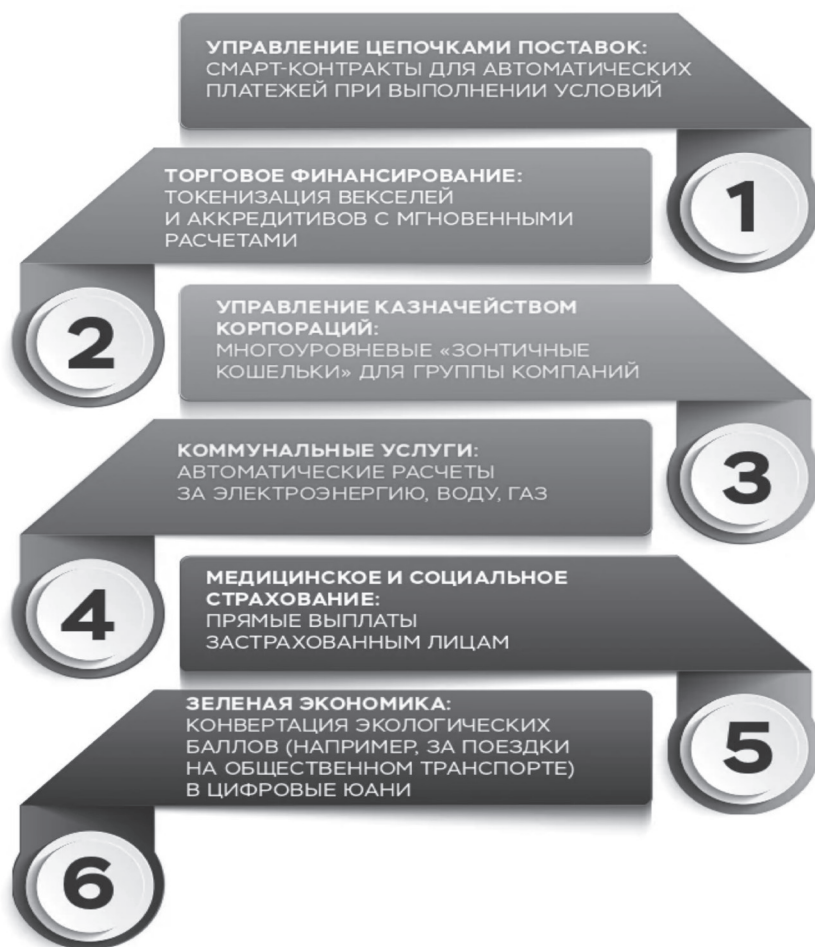 УПРАВЛЕНИЕ ЦЕПОЧКАМИ ПОСТАВОК:
СМАРТ-КОНТРАКТЫ ДЛЯ АВТОМАТИЧЕСКИХ
ПЛАТЕЖЕЙ ПРИ ВЫПОЛНЕНИИ УСЛОВИЙ
1
ТОРГОВОЕ ФИНАНСИРОВАНИЕ:
ТОКЕНИЗАЦИЯ ВЕКСЕЛЕЙ
И АККРЕДИТИВОВ С МГНОВЕННЫМИ
РАСЧЕТАМИ
2
УПРАВЛЕНИЕ КАЗНАЧЕЙСТВОМ
КОРПОРАЦИЙ:
МНОГОУРОВНЕВЫЕ «ЗОНТИЧНЫЕ
КОШЕЛЬКИ» ДЛЯ ГРУППЫ КОМПАНИЙ
3
КОММУНАЛЬНЫЕ УСЛУГИ:
АВТОМАТИЧЕСКИЕ РАСЧЕТЫ
ЗА ЭЛЕКТРОЭНЕРГИЮ, ВОДУ, ГАЗ
4
МЕДИЦИНСКОЕ И СОЦИАЛЬНОЕ
СТРАХОВАНИЕ:
ПРЯМЫЕ ВЫПЛАТЫ
ЗАСТРАХОВАННЫМ ЛИЦАМ
5
ЗЕЛЕНАЯ ЭКОНОМИКА:
КОНВЕРТАЦИЯ ЭКОЛОГИЧЕСКИХ
БАЛЛОВ (НАПРИМЕР, ЗА ПОЕЗДКИ
НА ОБЩЕСТВЕННОМ ТРАНСПОРТЕ)
В ЦИФРОВЫЕ ЮАНИ
6